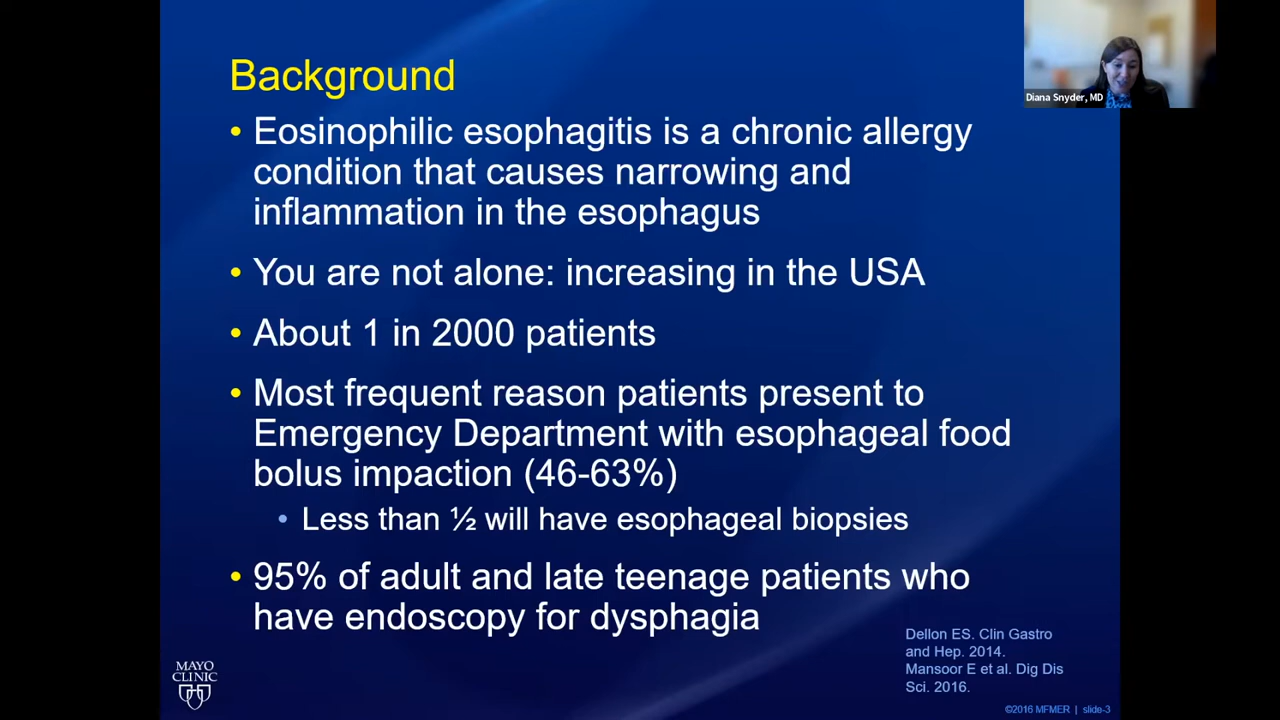 Background
Diana Snyder, MD
• Eosinophilic esophagitis is a chronic allergy
condition that causes narrowing and
inflammation in the esophagus
• You are not alone: increasing in the USA
• About 1 in 2000 patients
• Most frequent reason patients present to
Emergency Department with esophageal food
bolus impaction (46-63%)
• Less than ½ will have esophageal biopsies
• 95% of adult and late teenage patients who
have endoscopy for dysphagia
Dellon ES. Clin Gastro
and Hep. 2014.
Mansoor E et al. Dig Dis
Sci. 2016.
MAYO
CLINIC
©2016 MFMER | slide-3